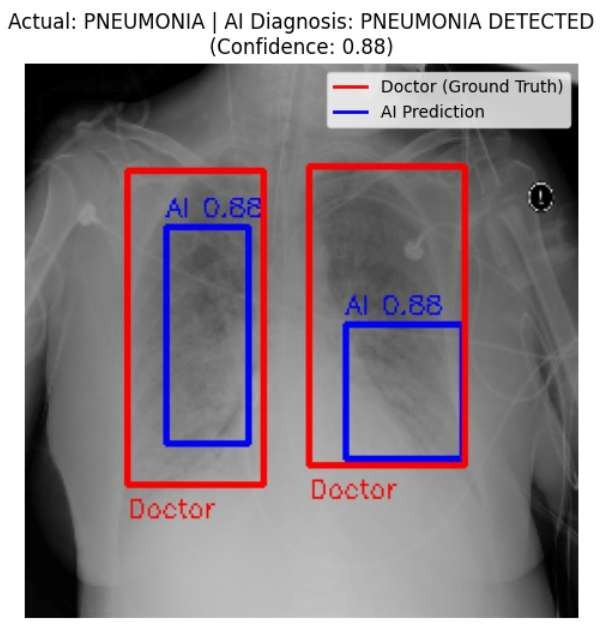 Actual: PNEUMONIA | AI Diagnosis: PNEUMONIA DETECTED
(Confidence: 0.88)
Doctor (Ground Truth)
AI Prediction
AI 0.88
AI 0.88
Doctor
Doctor